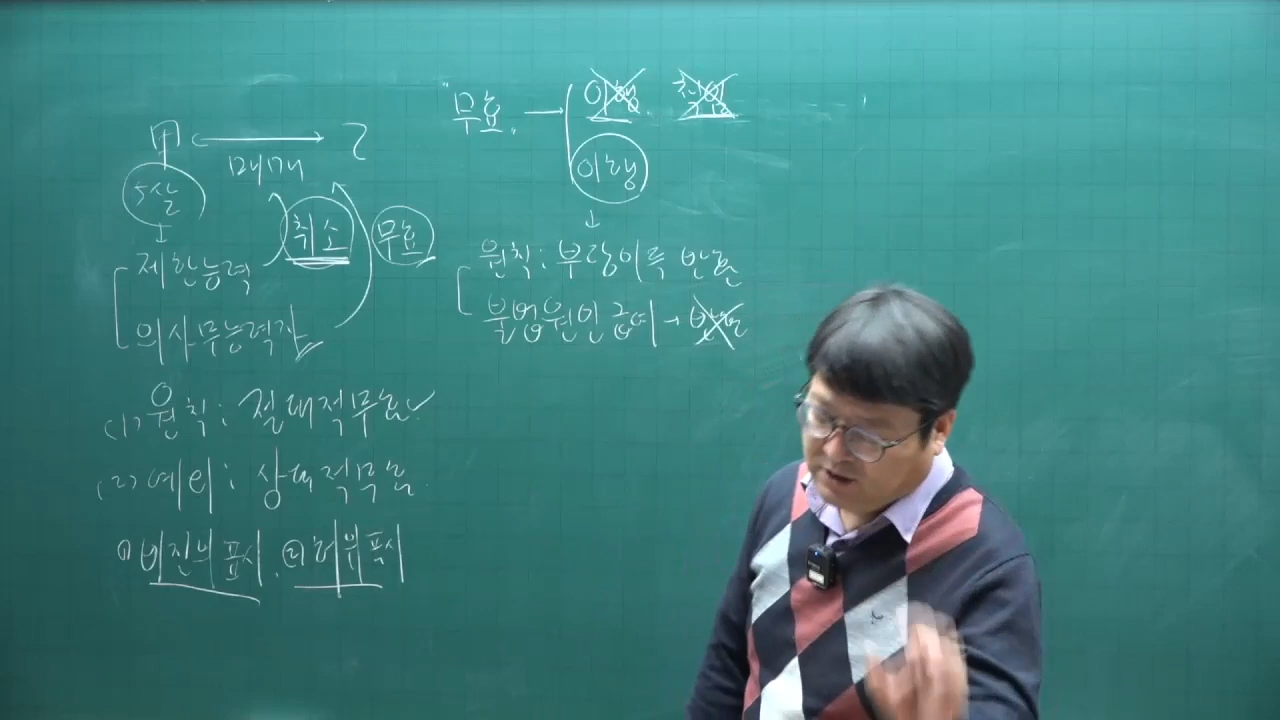 甲 ↔ 乙
매매
5살
취소 무효
제한능력
의사무능력자
(1) 원칙 : 절대적무효
(2) 예외 : 상대적무효
① 비진의 표시, ② 허위표시
"무효, → 이행.
이행
원칙 : 부당이득 반환
불법원인 급여 → 반환